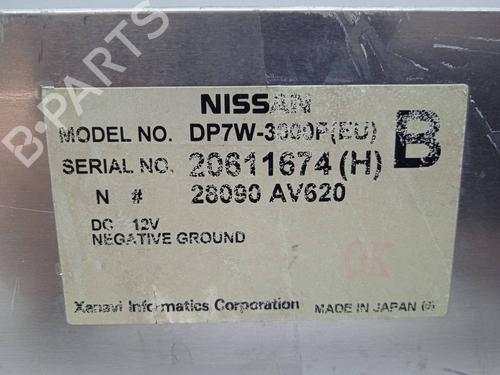 B-PARTS
NISSAN
MODEL NO. DP7W-3000P(EU)
B
SERIAL NO. 20611674 (H)
N # 28090 AV620
DC 12V
NEGATIVE GROUND
OK
Xanavi Informatics Corporation
MADE IN JAPAN